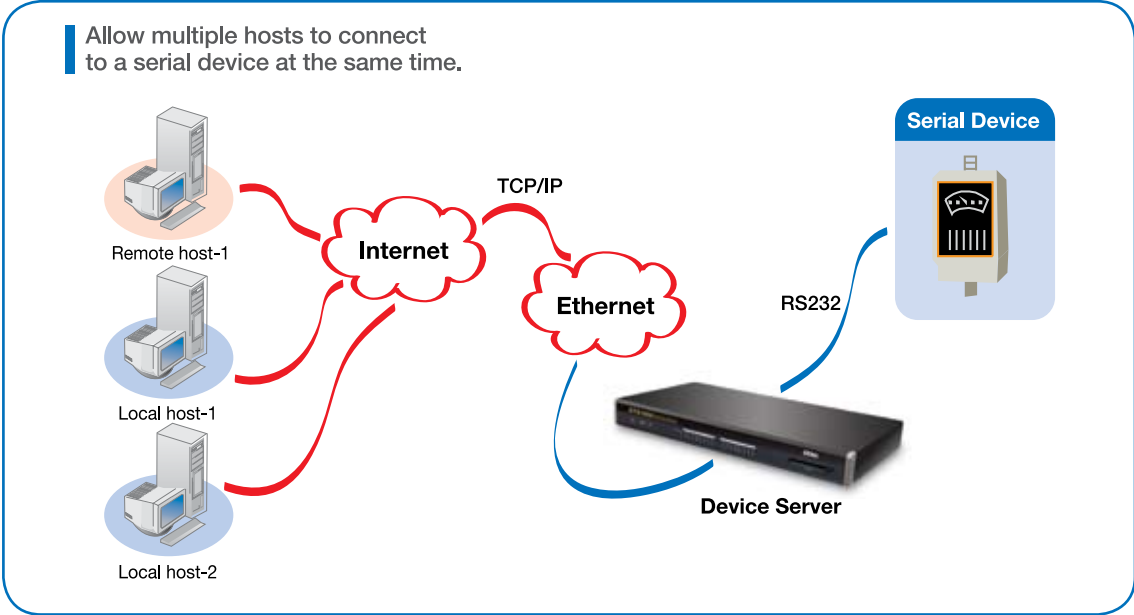 Allow multiple hosts to connect
to a serial device at the same time.
Serial Device
TCP/IP
Remote host-1
Internet
Ethernet
RS232
Local host-1
Device Server
Local host-2